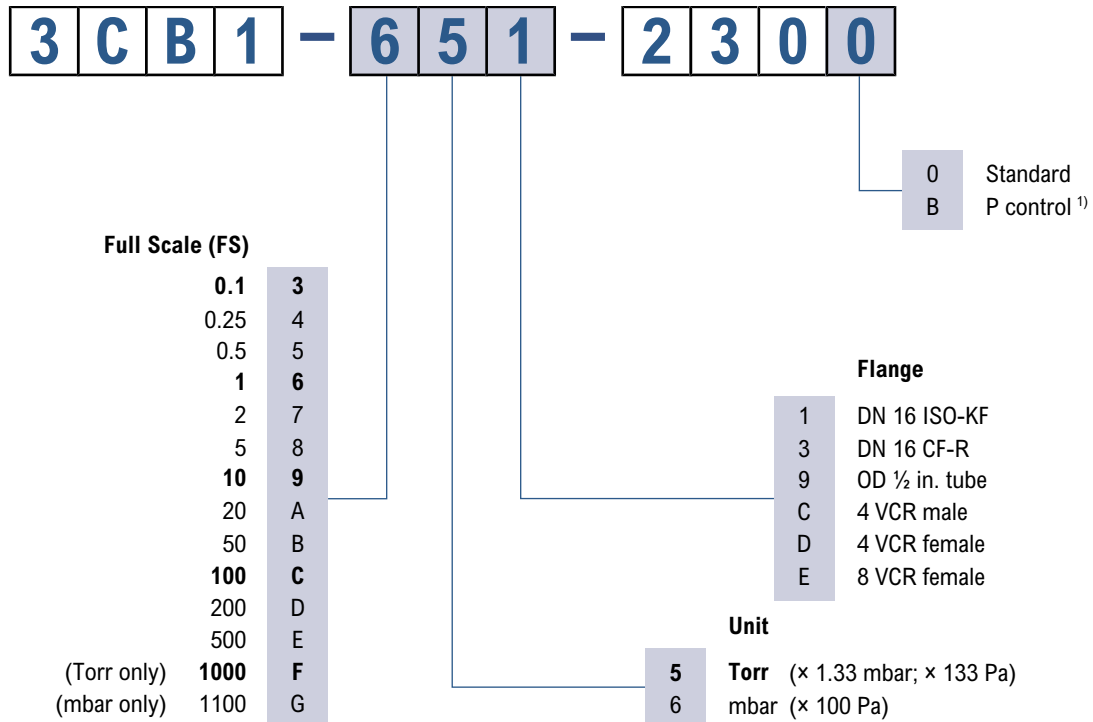 3CB1 – 651 – 2300
0 Standard
B P control 1)
Full Scale (FS)
0.1 3
0.25 4
0.5 5
1 6
2 7
5 8
10 9
20 A
50 B
100 C
200 D
500 E
(Torr only) 1000 F
(mbar only) 1100 G
Flange
1 DN 16 ISO-KF
3 DN 16 CF-R
9 OD ½ in. tube
C 4 VCR male
D 4 VCR female
E 8 VCR female
Unit
5 Torr (× 1.33 mbar; × 133 Pa)
6 mbar (× 100 Pa)